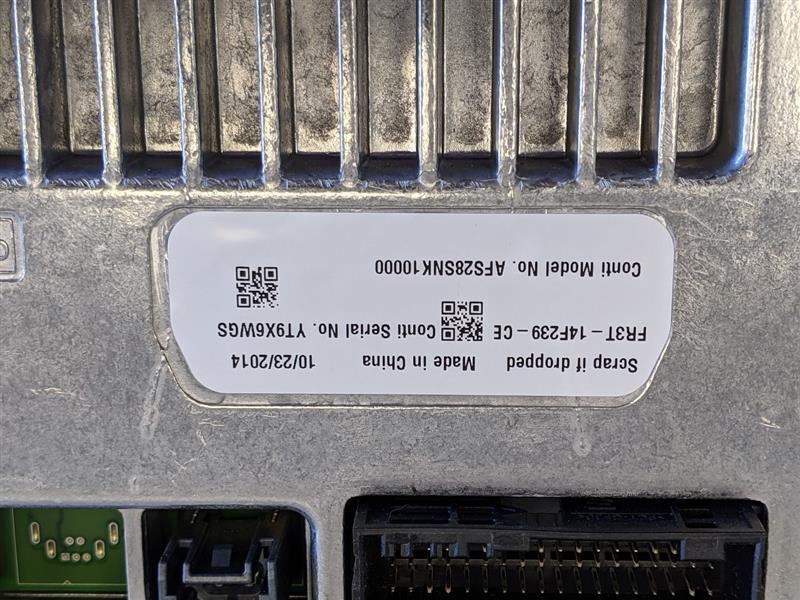 Scrap if dropped Made in China 10/23/2014
FR3T-14F239-CE Conti Serial No. YT9X6WGS
Conti Model No. AFS28SNK10000